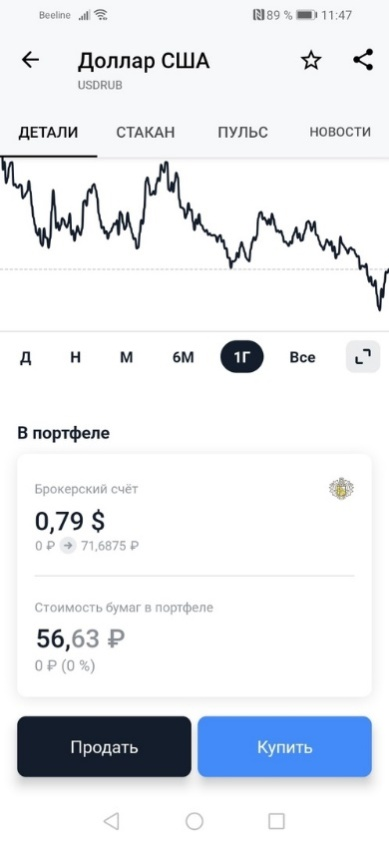 Beeline 89 % 11:47
Доллар США
USDRUB
ДЕТАЛИ СТАКАН ПУЛЬС НОВОСТИ
Д Н М 6М 1Г Все
В портфеле
Брокерский счёт
0,79 $
0 ₽ → 71,6875 ₽
Стоимость бумаг в портфеле
56,63 ₽
0 ₽ (0 %)
Продать Купить